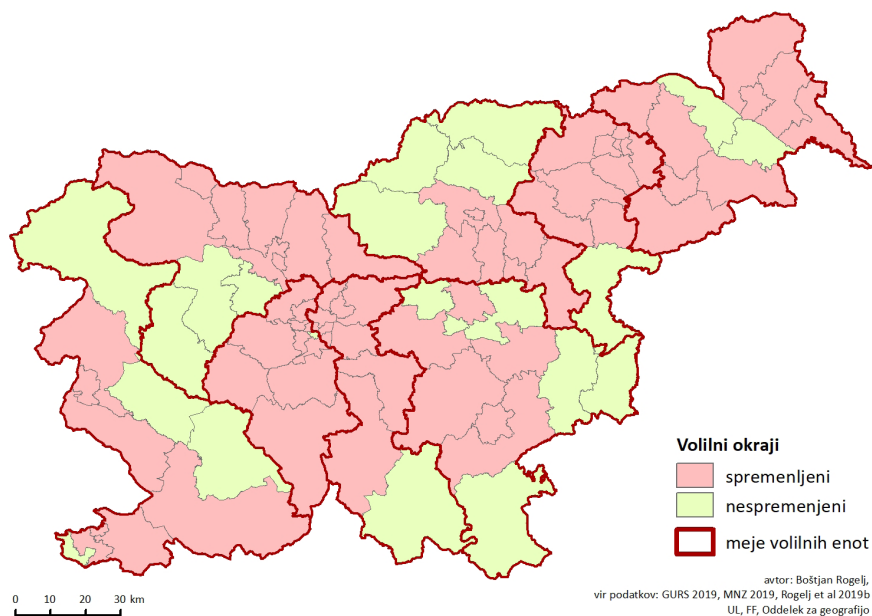 Volilni okraji
spremenljeni
nespremenjeni
meje volilnih enot
avtor: Boštjan Rogelj,
vir podatkov: GURS 2019, MNZ 2019, Rogelj et al 2019b
UL, FF, Oddelek za geografijo
0 10 20 30 km